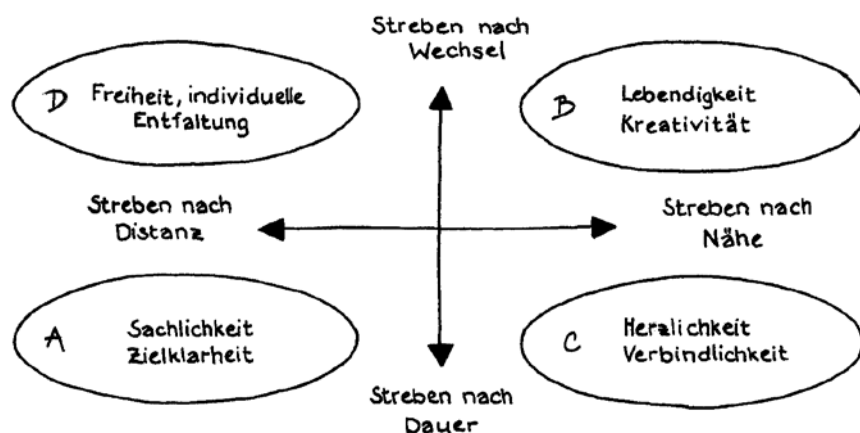 Streben nach
Wechsel
D Freiheit, individuelle
Entfaltung
B Lebendigkeit
Kreativität
Streben nach
Distanz
Streben nach
Nähe
A Sachlichkeit
Zielklarheit
C Herzlichkeit
Verbindlichkeit
Streben nach
Dauer